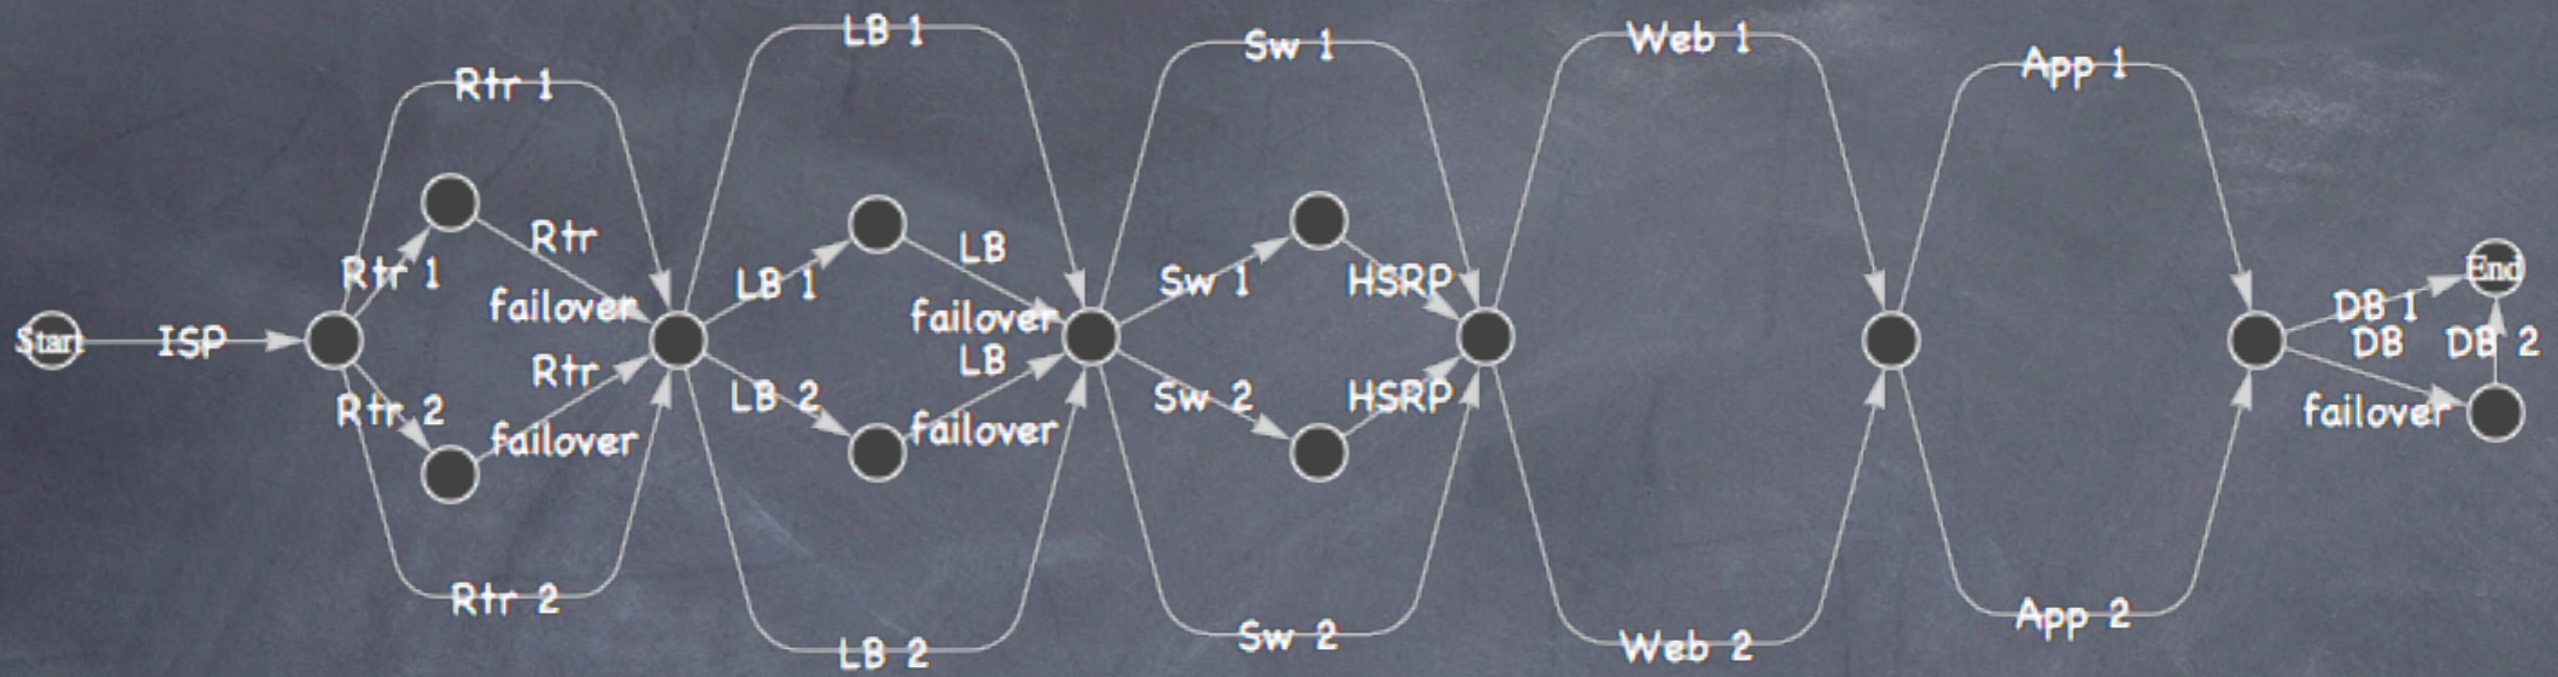 Start
ISP
Rtr 1
Rtr 1
Rtr
failover
Rtr 2
Rtr
failover
Rtr 2
LB 1
LB 1
LB
failover
LB 2
LB
failover
LB 2
Sw 1
Sw 1
HSRP
Sw 2
HSRP
Sw 2
Web 1
Web 2
App 1
App 2
DB 1
DB
failover
DB 2
End